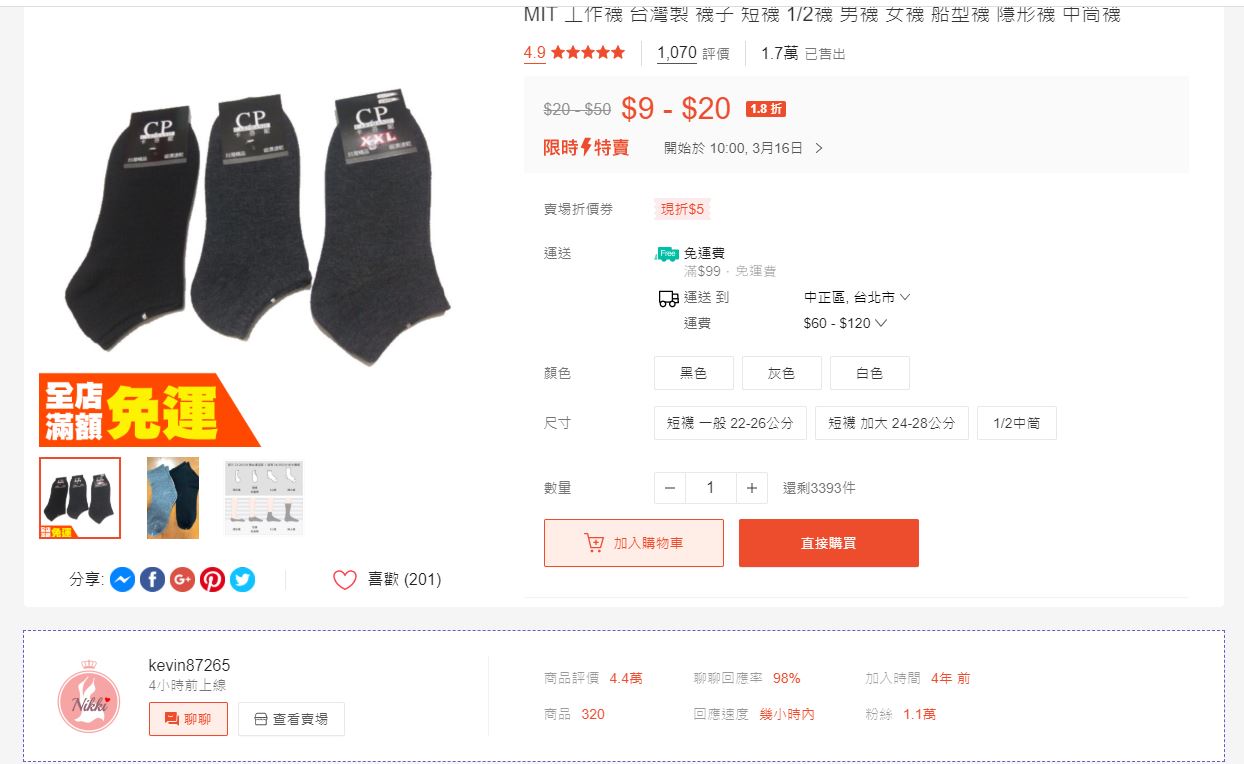 MIT 工作襪 台灣製 襪子 短襪 1/2襪 男襪 女襪 船型襪 隱形襪 中筒襪
4.9 1,070 評價 1.7萬 已售出
$20 - $50 $9 - $20 1.8 折
限時特賣 開始於 10:00, 3月16日
賣場折價券 現折$5
運送 Free 免運費
滿$99 - 免運費
運送 到 中正區, 台北市
運費 $60 - $120
顏色 黑色 灰色 白色
尺寸 短襪 一般 22-26公分 短襪 加大 24-28公分 1/2中筒
數量 1 還剩3393件
加入購物車 直接購買
CP
CP
CP
XXL
全店
滿額
免運
分享: 喜歡 (201)
kevin87265
4小時前上線
Nikki
聊聊 查看賣場
商品評價 4.4萬 聊聊回應率 98% 加入時間 4年 前
商品 320 回應速度 幾小時內 粉絲 1.1萬